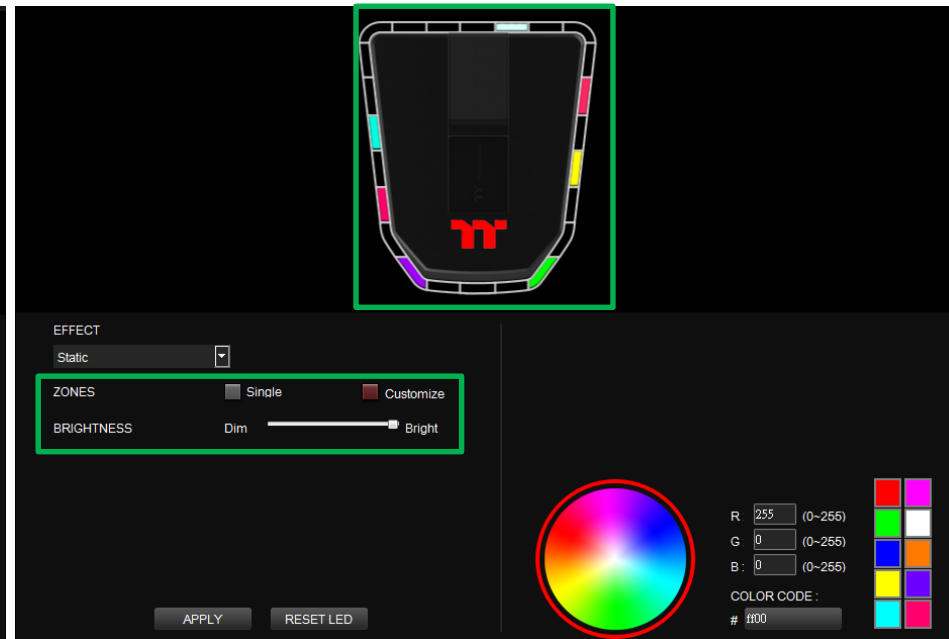 EFFECT
Static
ZONES Single Customize
BRIGHTNESS Dim Bright
R 255 (0~255)
G : 0 (0~255)
B : 0 (0~255)
COLOR CODE :
# ff00
APPLY RESET LED